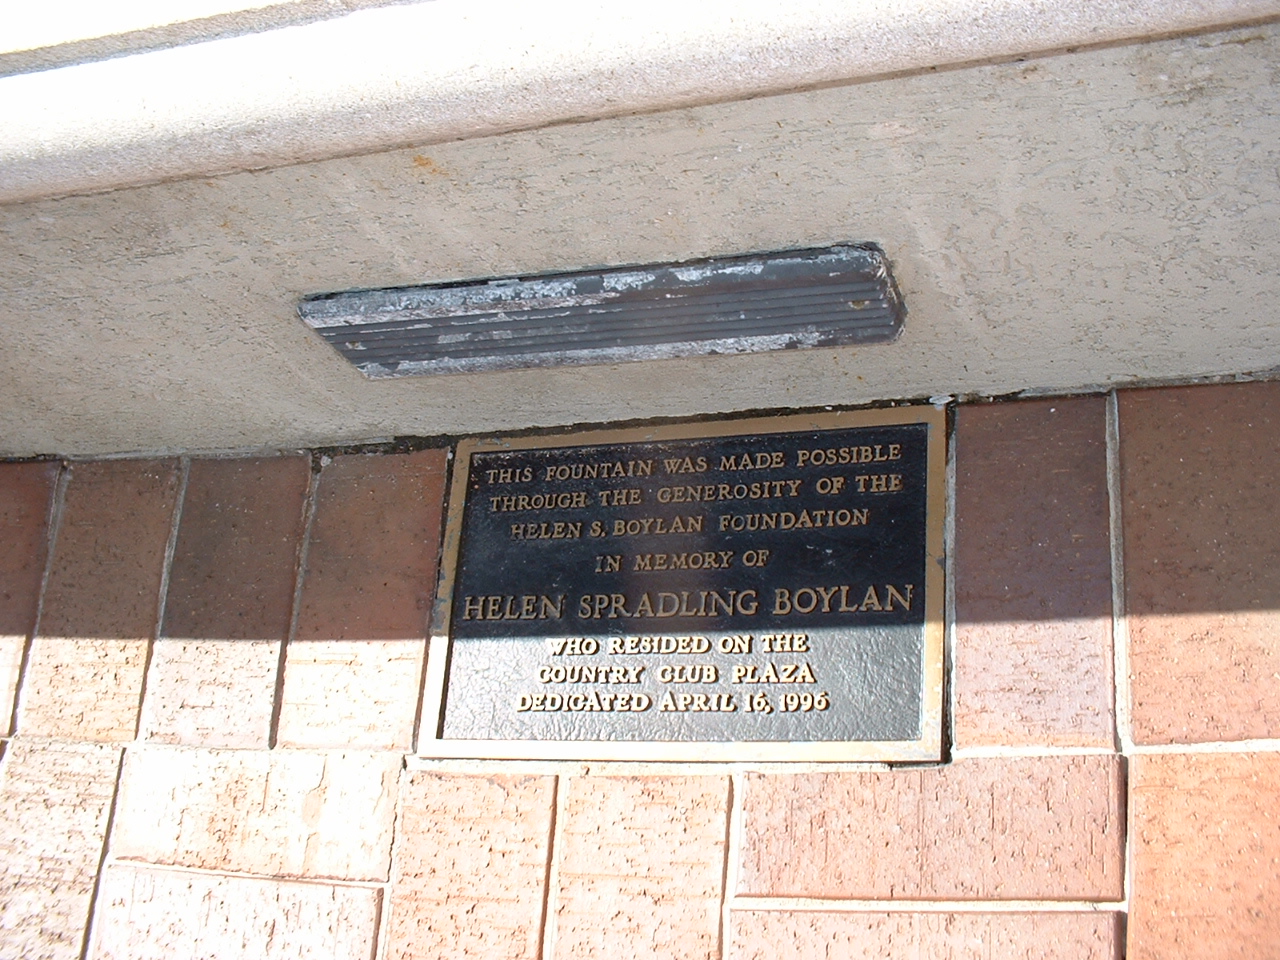 THIS FOUNTAIN WAS MADE POSSIBLE
THROUGH THE GENEROSITY OF THE
HELEN S. BOYLAN FOUNDATION
IN MEMORY OF
HELEN SPRADLING BOYLAN
WHO RESIDED ON THE
COUNTRY CLUB PLAZA
DEDICATED APRIL 16, 1996